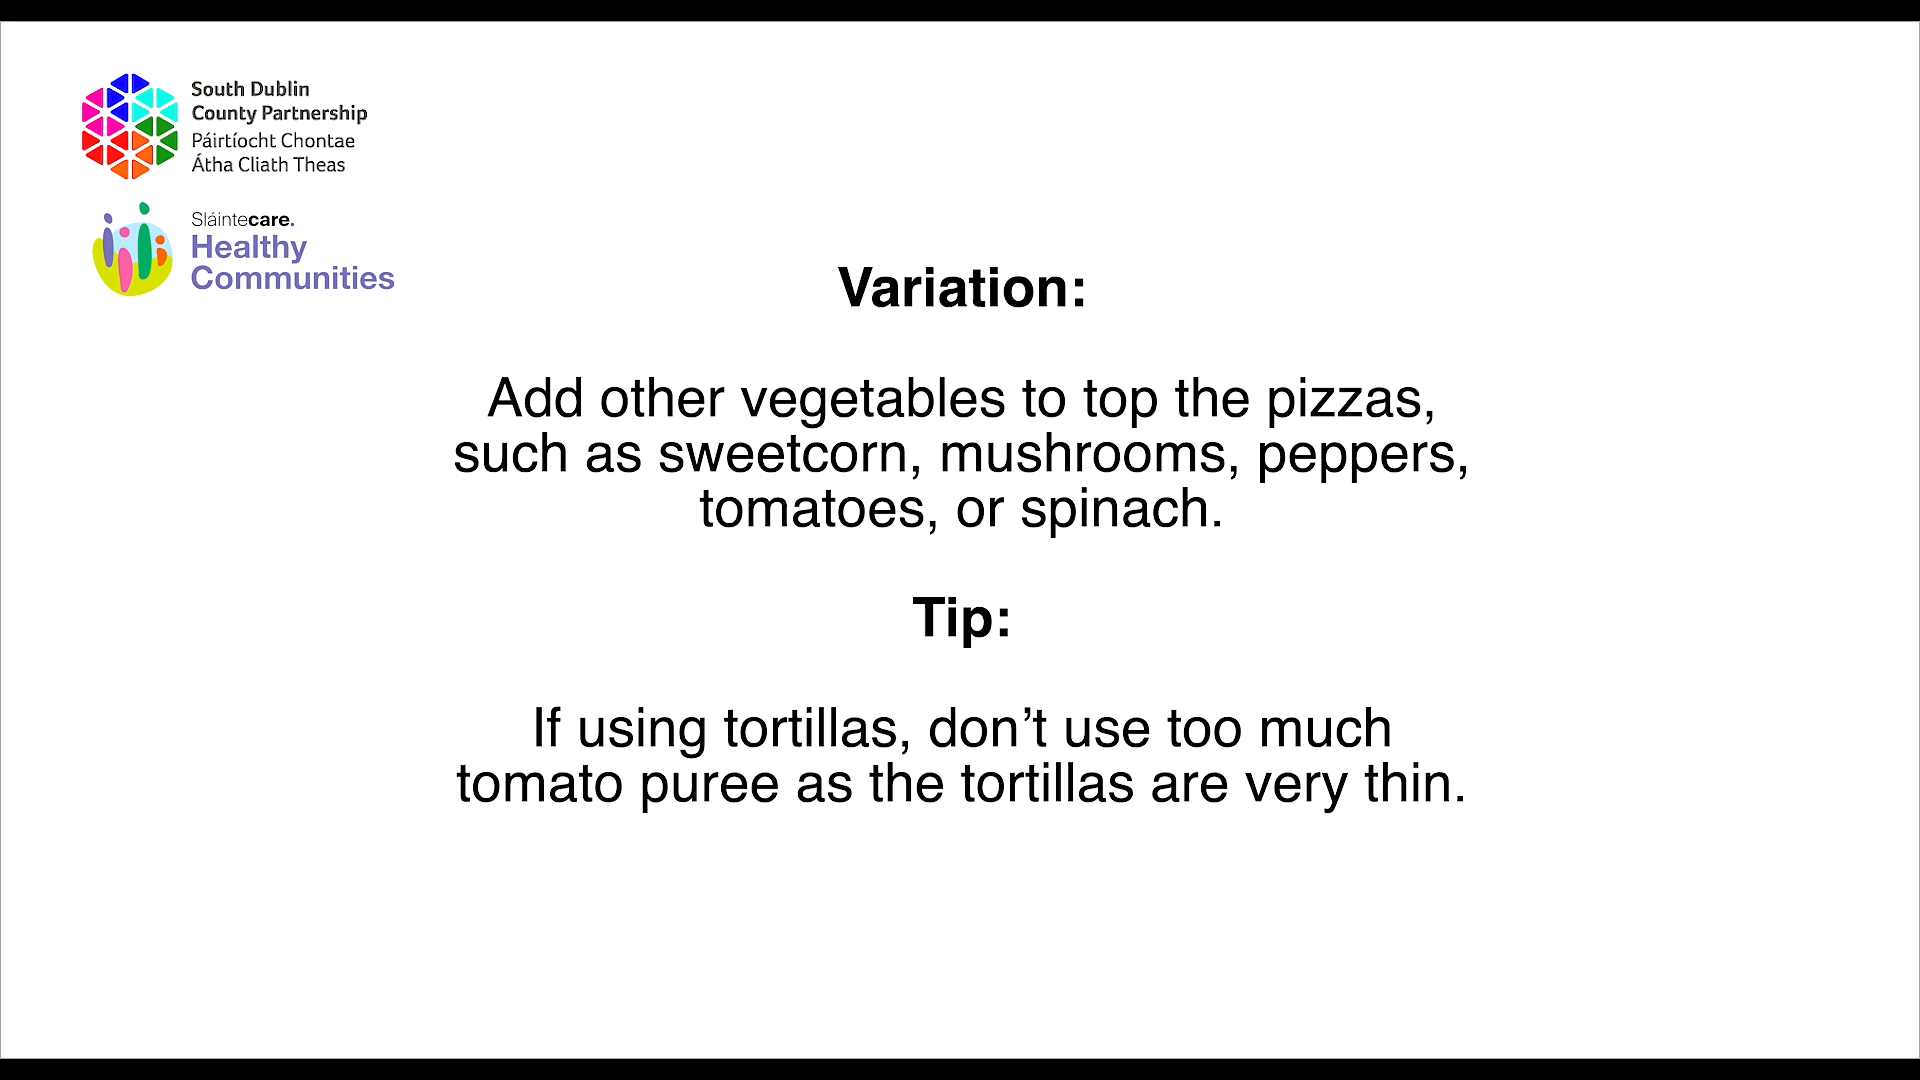 South Dublin
County Partnership
Páirtíocht Chontae
Átha Cliath Theas
Sláintecare.
Healthy
Communities
Variation:
Add other vegetables to top the pizzas,
such as sweetcorn, mushrooms, peppers,
tomatoes, or spinach.
Tip:
If using tortillas, don’t use too much
tomato puree as the tortillas are very thin.